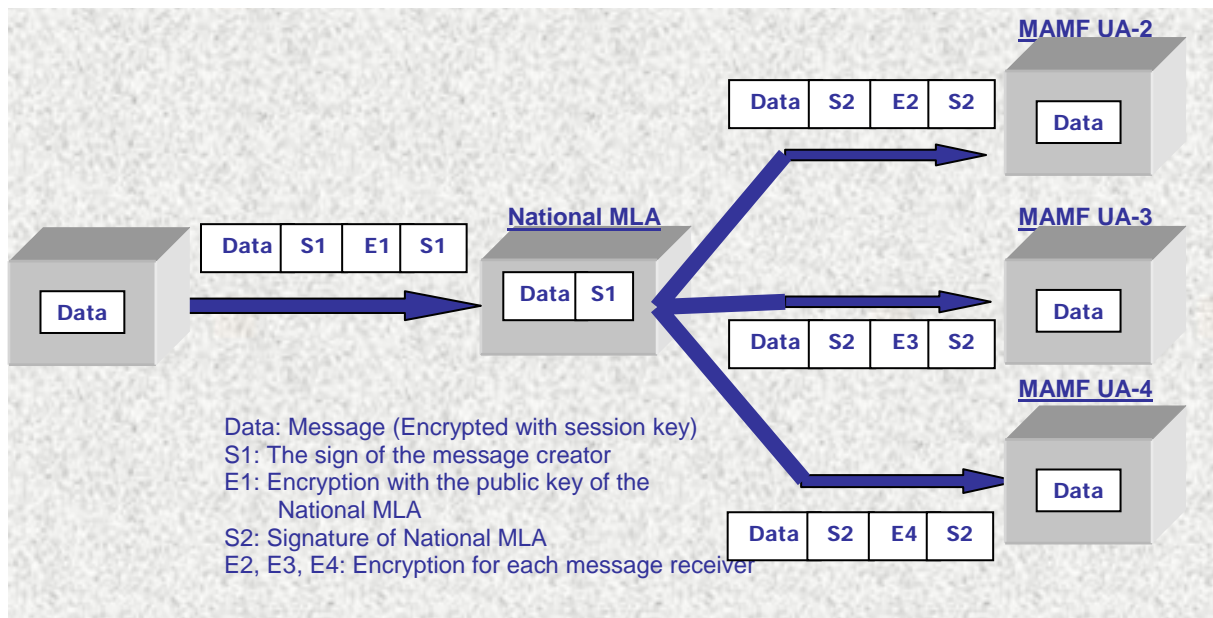 MAMF UA-2
Data S2 E2 S2
Data
National MLA
MAMF UA-3
Data S1 E1 S1
Data S1
Data
Data
Data S2 E3 S2
MAMF UA-4
Data: Message (Encrypted with session key)
S1: The sign of the message creator
E1: Encryption with the public key of the
National MLA
S2: Signature of National MLA
E2, E3, E4: Encryption for each message receiver
Data
Data S2 E4 S2